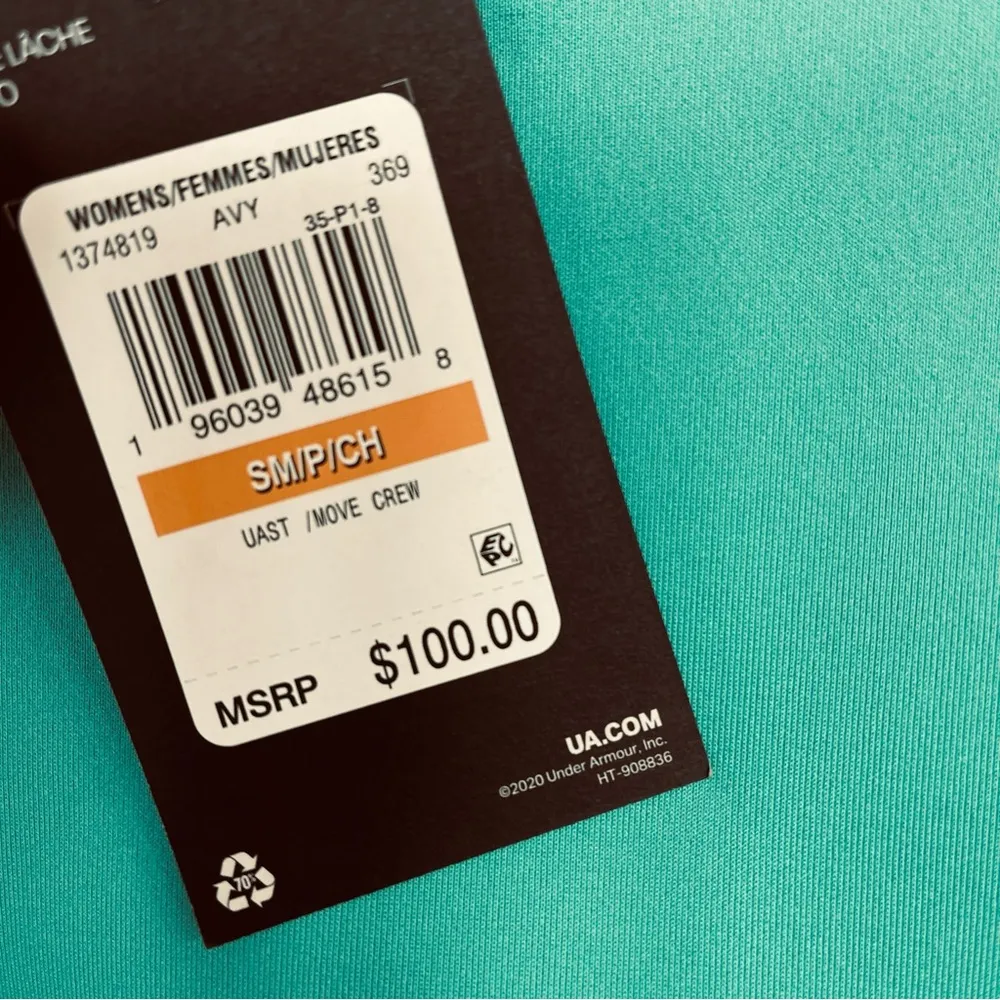 LÂCHE
O
WOMENS/FEMMES/MUJERES
1374819 AVY 369
35-P1-8
1 96039 48615 8
SM/P/CH
UAST /MOVE CREW
EPC
MSRP $100.00
UA.COM
©2020 Under Armour, Inc.
HT-908836
70%